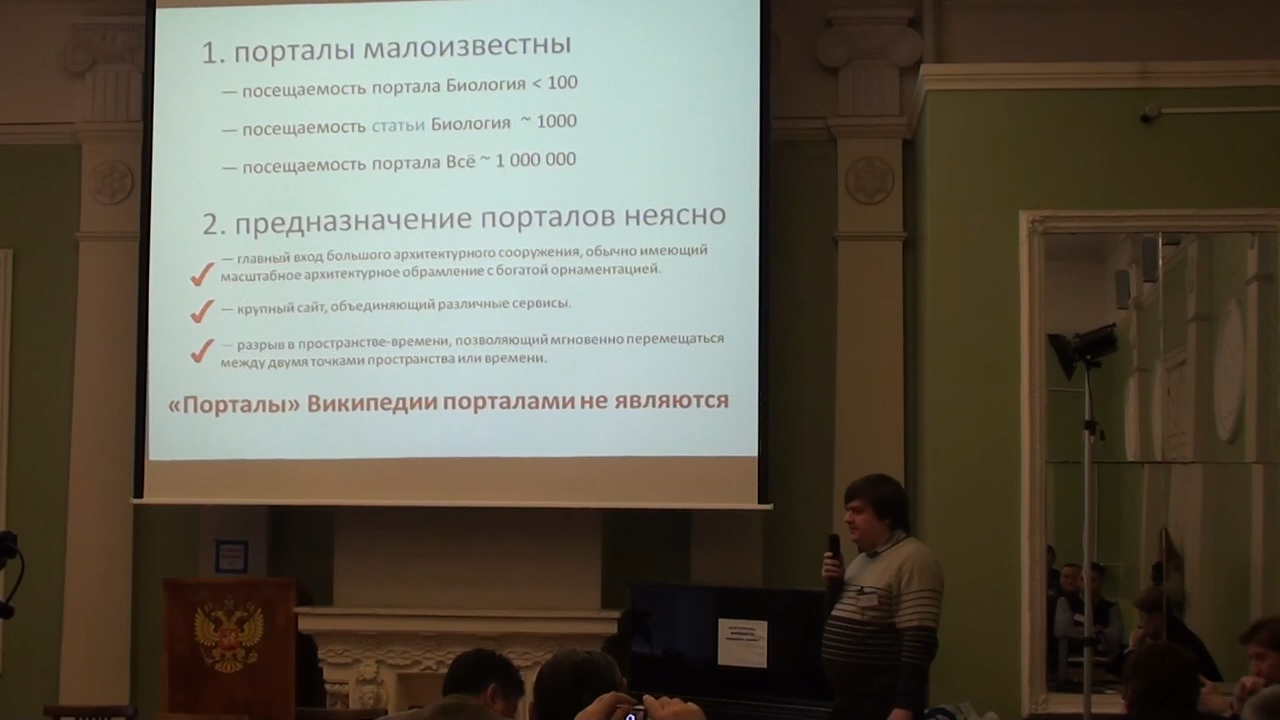 1. порталы малоизвестны
— посещаемость портала Биология < 100
— посещаемость статьи Биология ~ 1000
— посещаемость портала Всё ~ 1 000 000
2. предназначение порталов неясно
— главный вход большого архитектурного сооружения, обычно имеющий
масштабное архитектурное обрамление с богатой орнаментацией.
— крупный сайт, объединяющий различные сервисы.
— разрыв в пространстве-времени, позволяющий мгновенно перемещаться
между двумя точками пространства или времени.
«Порталы» Википедии порталами не являются